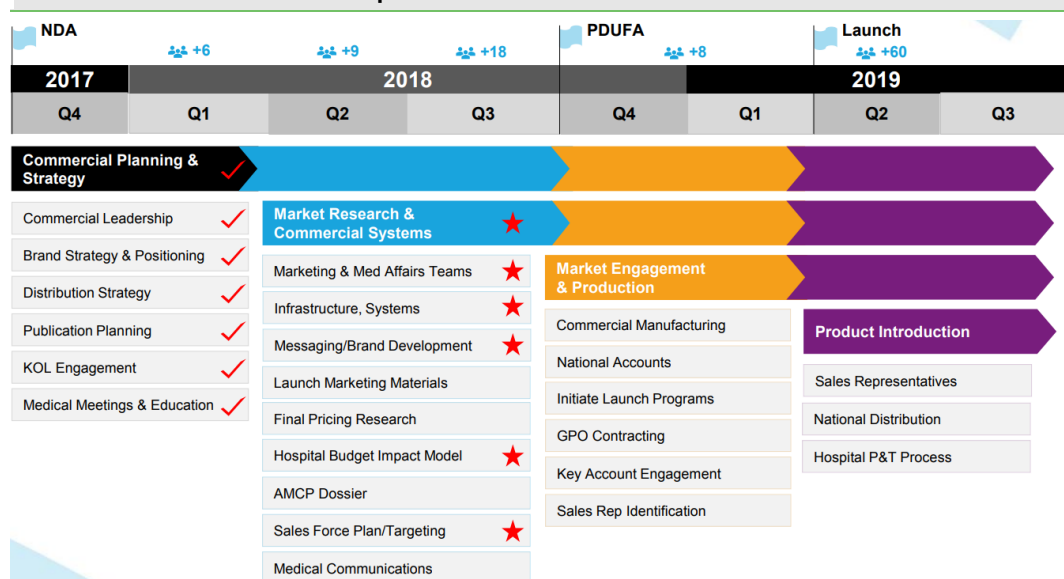 NDA
PDUFA
Launch
+6
+9
+18
+8
+60
2017
2018
2019
Q4
Q1
Q2
Q3
Q4
Q1
Q2
Q3
Commercial Planning &
Strategy
Commercial Leadership
Brand Strategy & Positioning
Distribution Strategy
Publication Planning
KOL Engagement
Medical Meetings & Education
Market Research &
Commercial Systems
Marketing & Med Affairs Teams
Infrastructure, Systems
Messaging/Brand Development
Launch Marketing Materials
Final Pricing Research
Hospital Budget Impact Model
AMCP Dossier
Sales Force Plan/Targeting
Medical Communications
Market Engagement
& Production
Commercial Manufacturing
National Accounts
Initiate Launch Programs
GPO Contracting
Key Account Engagement
Sales Rep Identification
Product Introduction
Sales Representatives
National Distribution
Hospital P&T Process